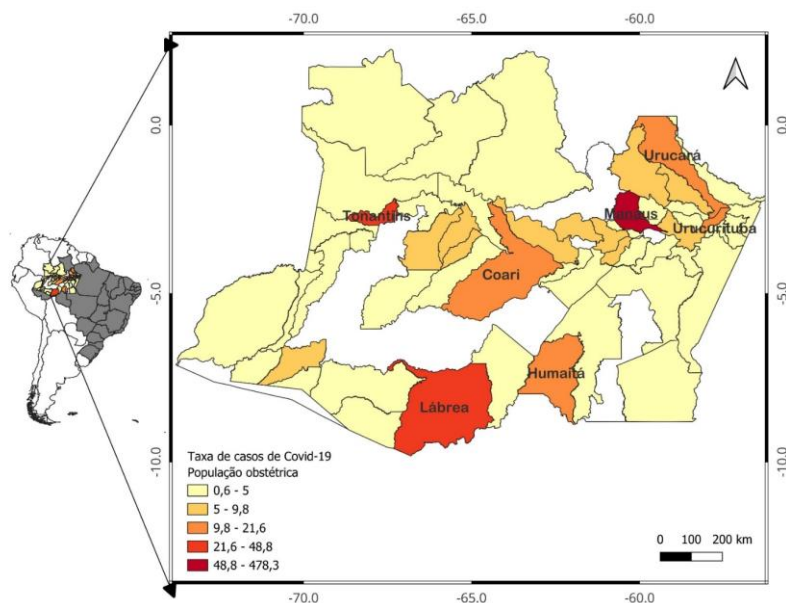 -70.0 -65.0 -60.0
0.0 0.0
Urucará
Tonantins
Manaus
Urucurituba
-5.0 Coari -5.0
Humaitá
Lábrea
-10.0 -10.0
Taxa de casos de Covid-19
População obstétrica
0,6 - 5
5 - 9,8
9,8 - 21,6
21,6 - 48,8
48,8 - 478,3
0 100 200 km
-70.0 -65.0 -60.0